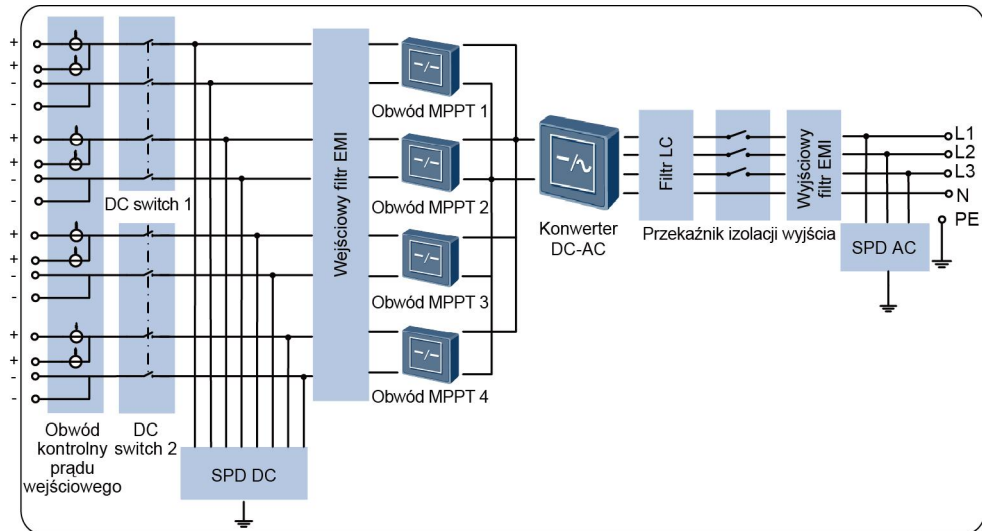 +
+
-
-
+
+
-
-
+
+
-
-
+
+
-
-
Obwód
kontrolny
prądu
wejściowego
DC switch 1
DC
switch 2
SPD DC
Wejściowy filtr EMI
Obwód MPPT 1
Obwód MPPT 2
Obwód MPPT 3
Obwód MPPT 4
Konwerter
DC-AC
Filtr LC
Przekaźnik izolacji wyjścia
Wyjściowy
filtr EMI
L1
L2
L3
N
PE
SPD AC